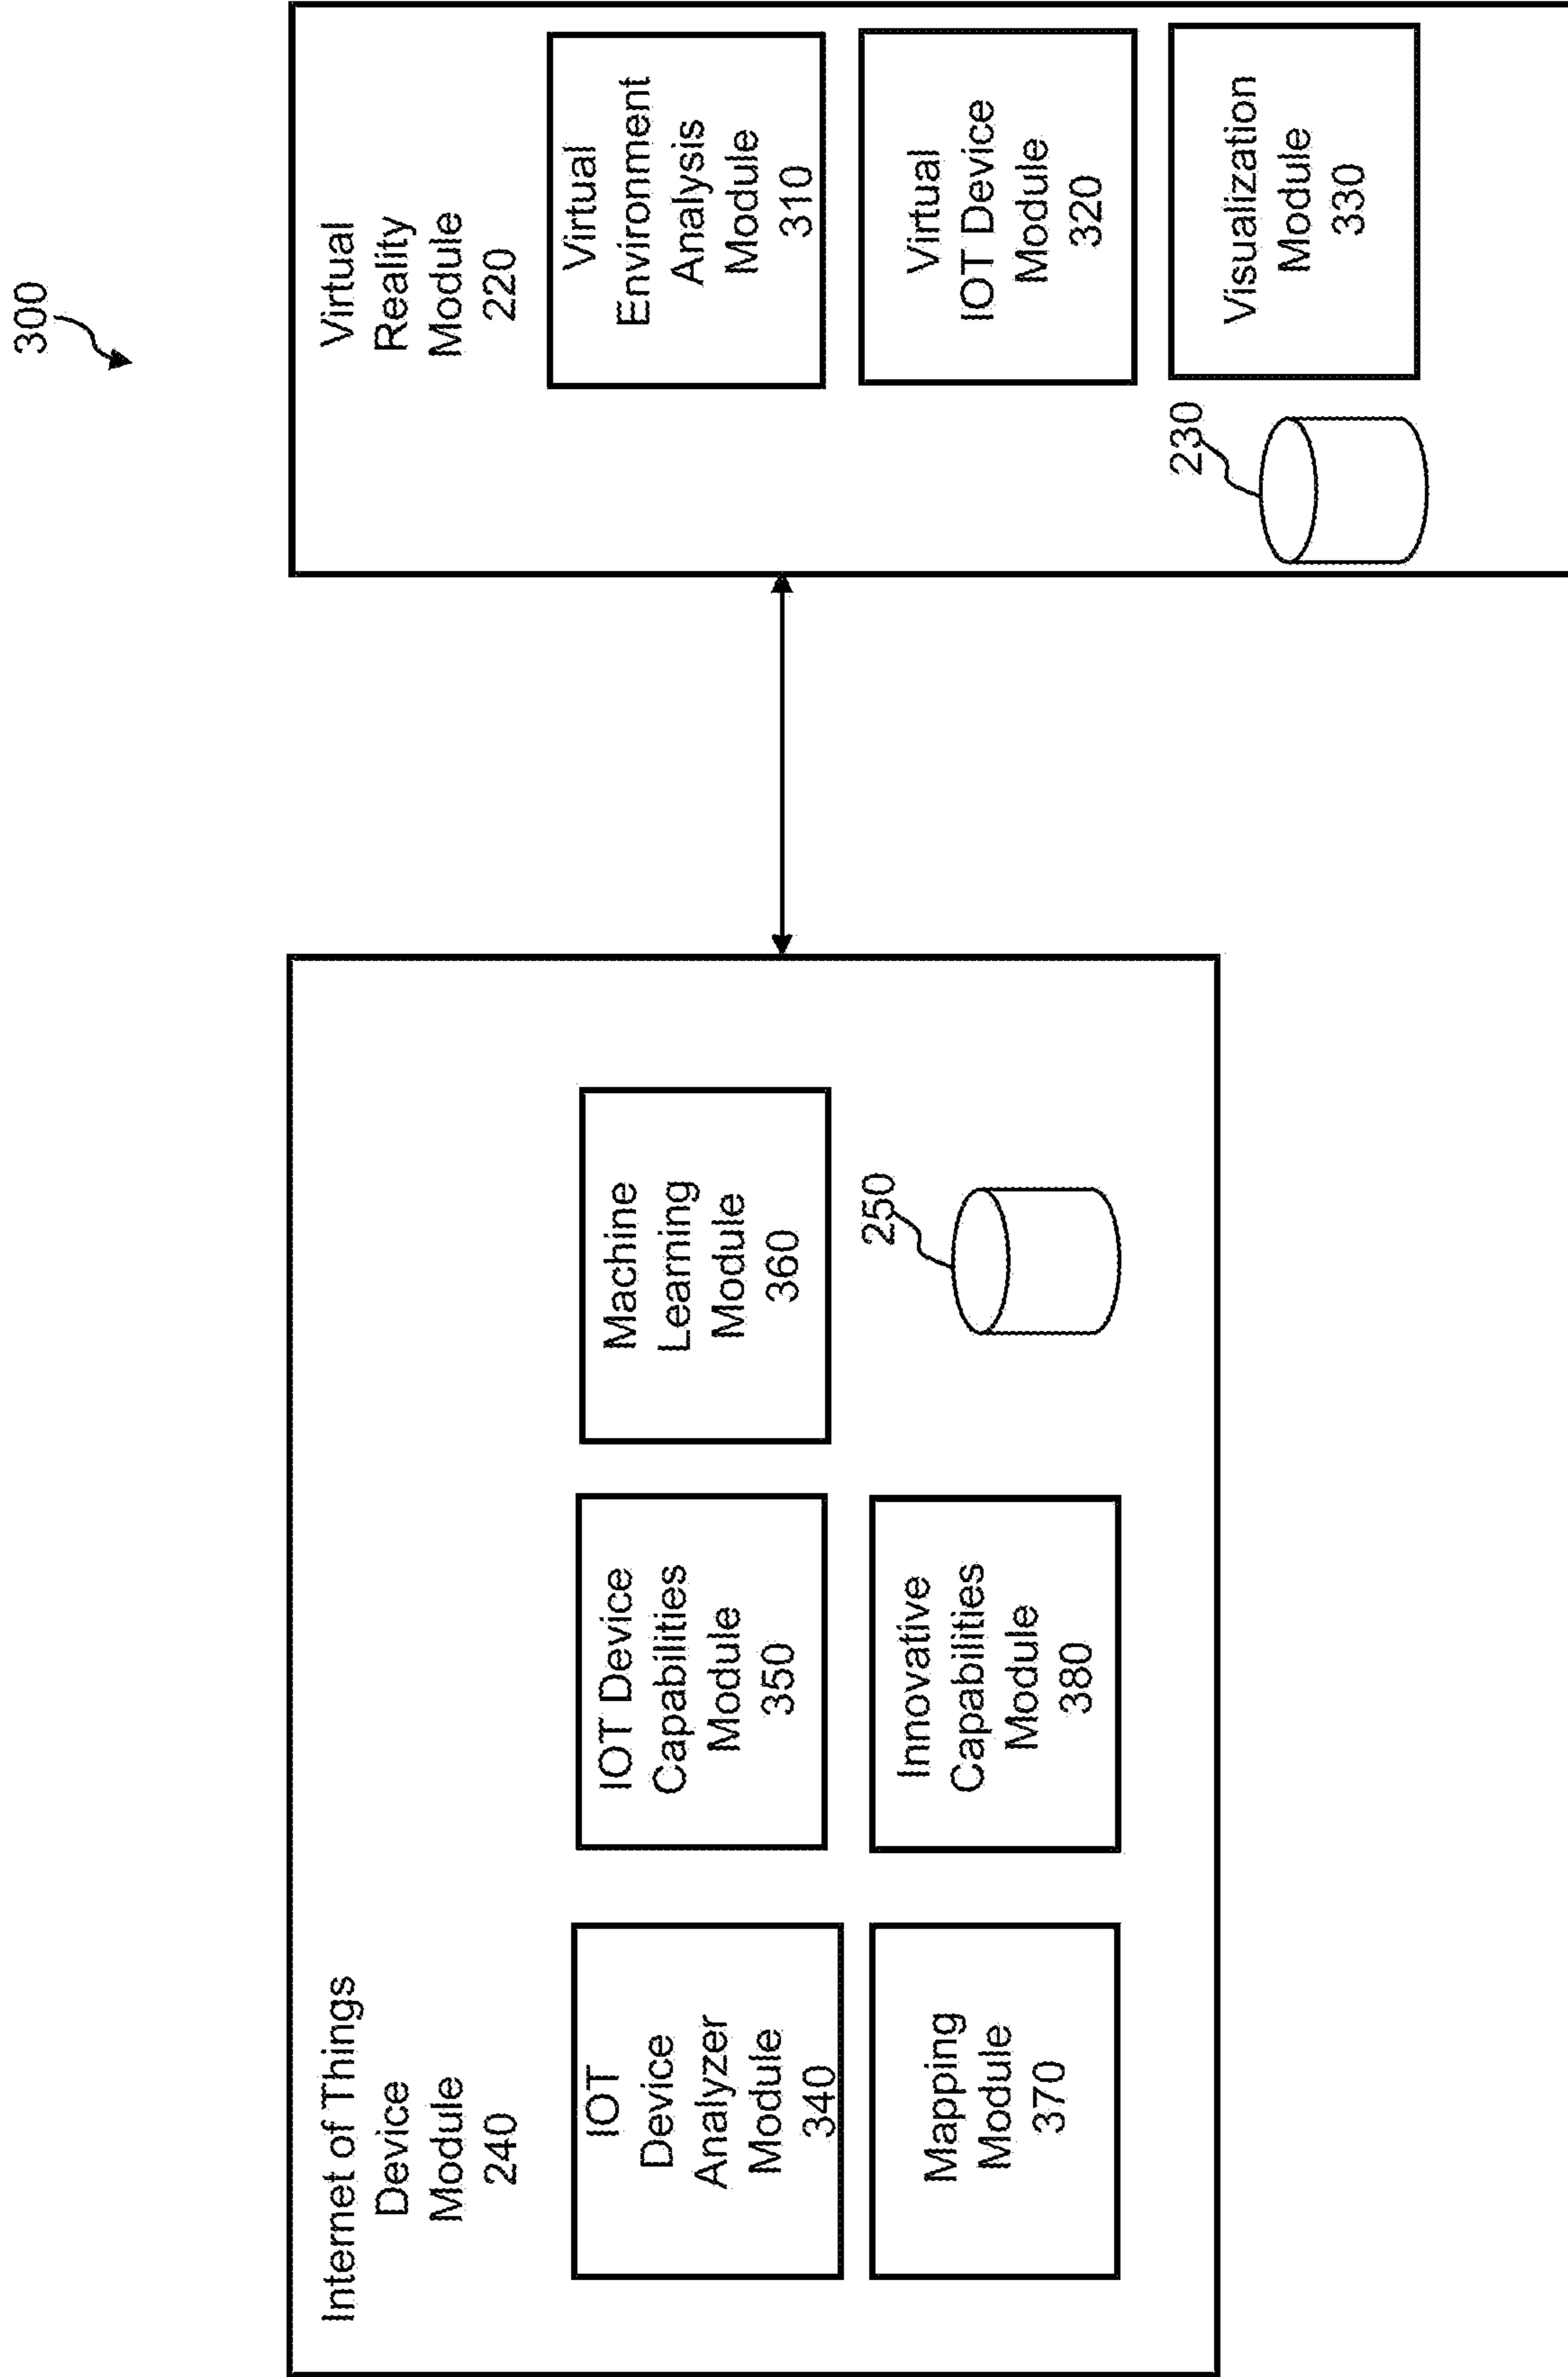 300
Internet of Things
Device
Module
240
IOT
Device
Analyzer
Module
340
IOT Device
Capabilities
Module
350
Machine
Learning
Module
360
Mapping
Module
370
Innovative
Capabilities
Module
380
250
Virtual
Reality
Module
220
Virtual
Environment
Analysis
Module
310
Virtual
IOT Device
Module
320
Visualization
Module
330
230